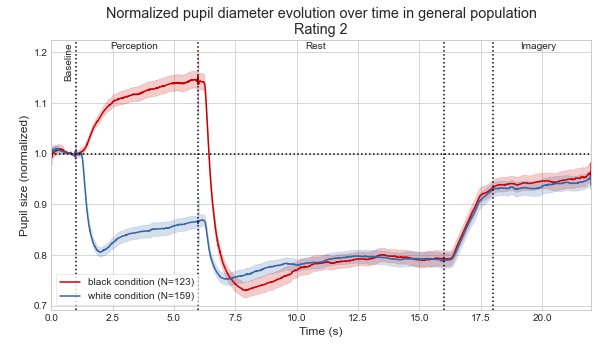 Normalized pupil diameter evolution over time in general population
Rating 2
Baseline
Perception
Rest
Imagery
Pupil size (normalized)
1.2
1.1
1.0
0.9
0.8
0.7
black condition (N=123)
white condition (N=159)
0.0 2.5 5.0 7.5 10.0 12.5 15.0 17.5 20.0
Time (s)